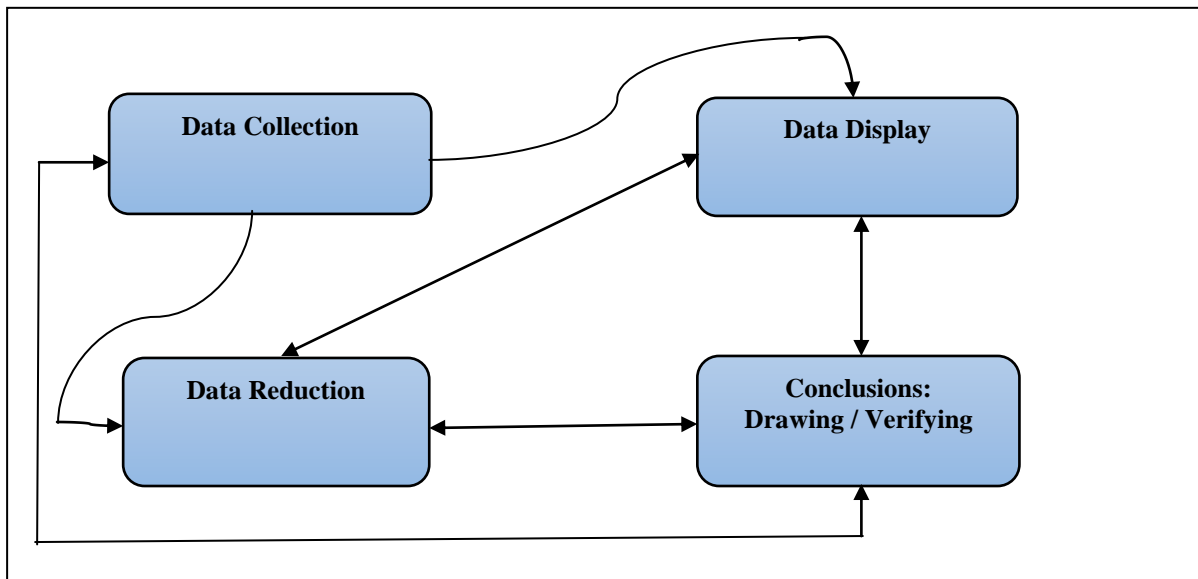 Data Collection
Data Display
Data Reduction
Conclusions:
Drawing / Verifying